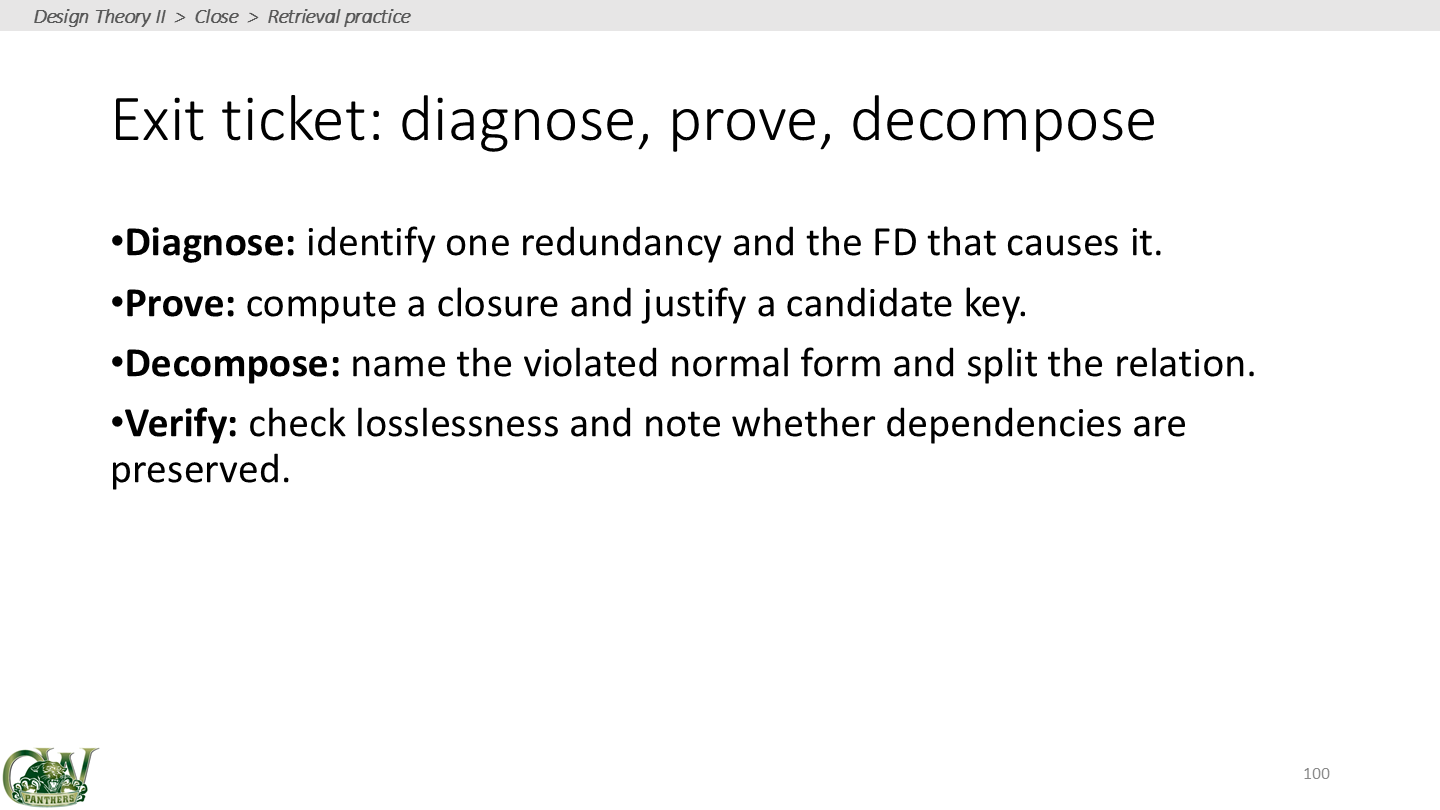 Design Theory II > Close > Retrieval practice
Exit ticket: diagnose, prove, decompose
•Diagnose: identify one redundancy and the FD that causes it.
•Prove: compute a closure and justify a candidate key.
•Decompose: name the violated normal form and split the relation.
•Verify: check losslessness and note whether dependencies are
preserved.
CW
PANTHERS
100